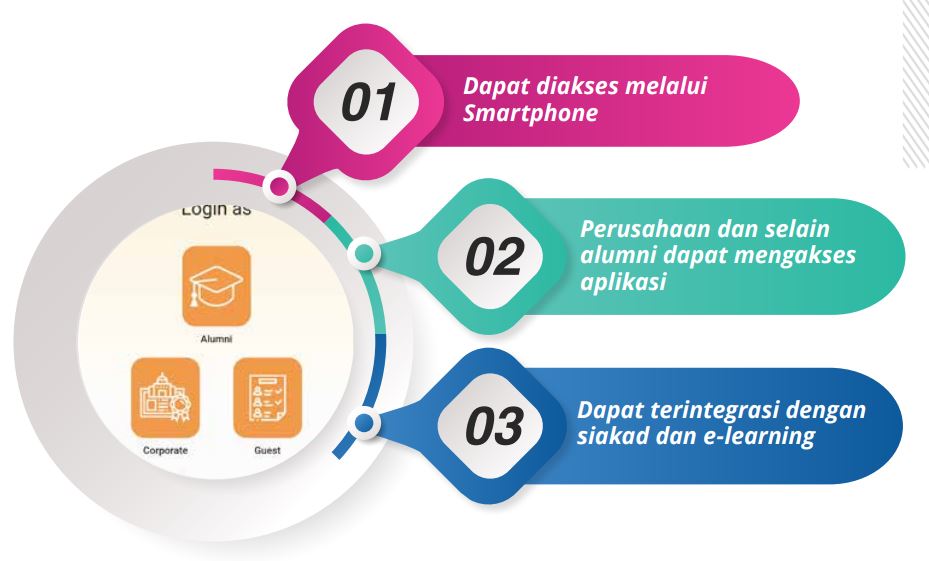 01
Dapat diakses melalui
Smartphone
Login as
Alumni
Corporate
Guest
02
Perusahaan dan selain
alumni dapat mengakses
aplikasi
03
Dapat terintegrasi dengan
siakad dan e-learning